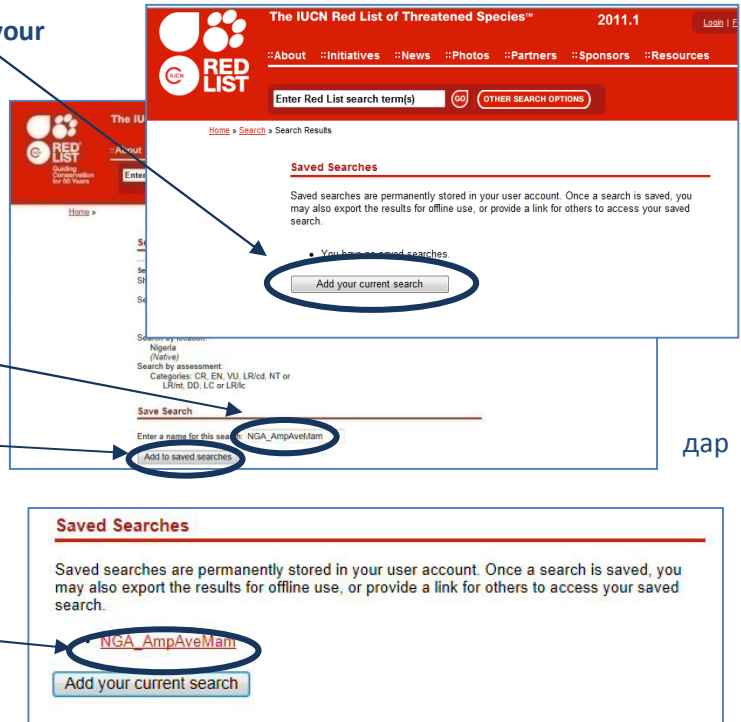 your
The IUCN Red List of Threatened Species™
2011.1
Login |
::About ::Initiatives ::News ::Photos ::Partners ::Sponsors ::Resources
IUCN
RED
LIST
Enter Red List search term(s) GO OTHER SEARCH OPTIONS
Home » Search » Search Results
Saved Searches
Saved searches are permanently stored in your user account. Once a search is saved, you
may also export the results for offline use, or provide a link for others to access your saved
search.
• You have no saved searches.
Add your current search
The IU
::About
RED
LIST
Guiding
Conservation
for 50 Years
Enter
Home »
Search by location:
Nigeria
(Native)
Search by assessment:
Categories: CR, EN, VU, LR/cd, NT or
LR/nt, DD, LC or LR/lc
Save Search
Enter a name for this search: NGA_AmpAveMam
Add to saved searches
дар
Saved Searches
Saved searches are permanently stored in your user account. Once a search is saved, you
may also export the results for offline use, or provide a link for others to access your saved
search.
• NGA_AmpAveMam
Add your current search